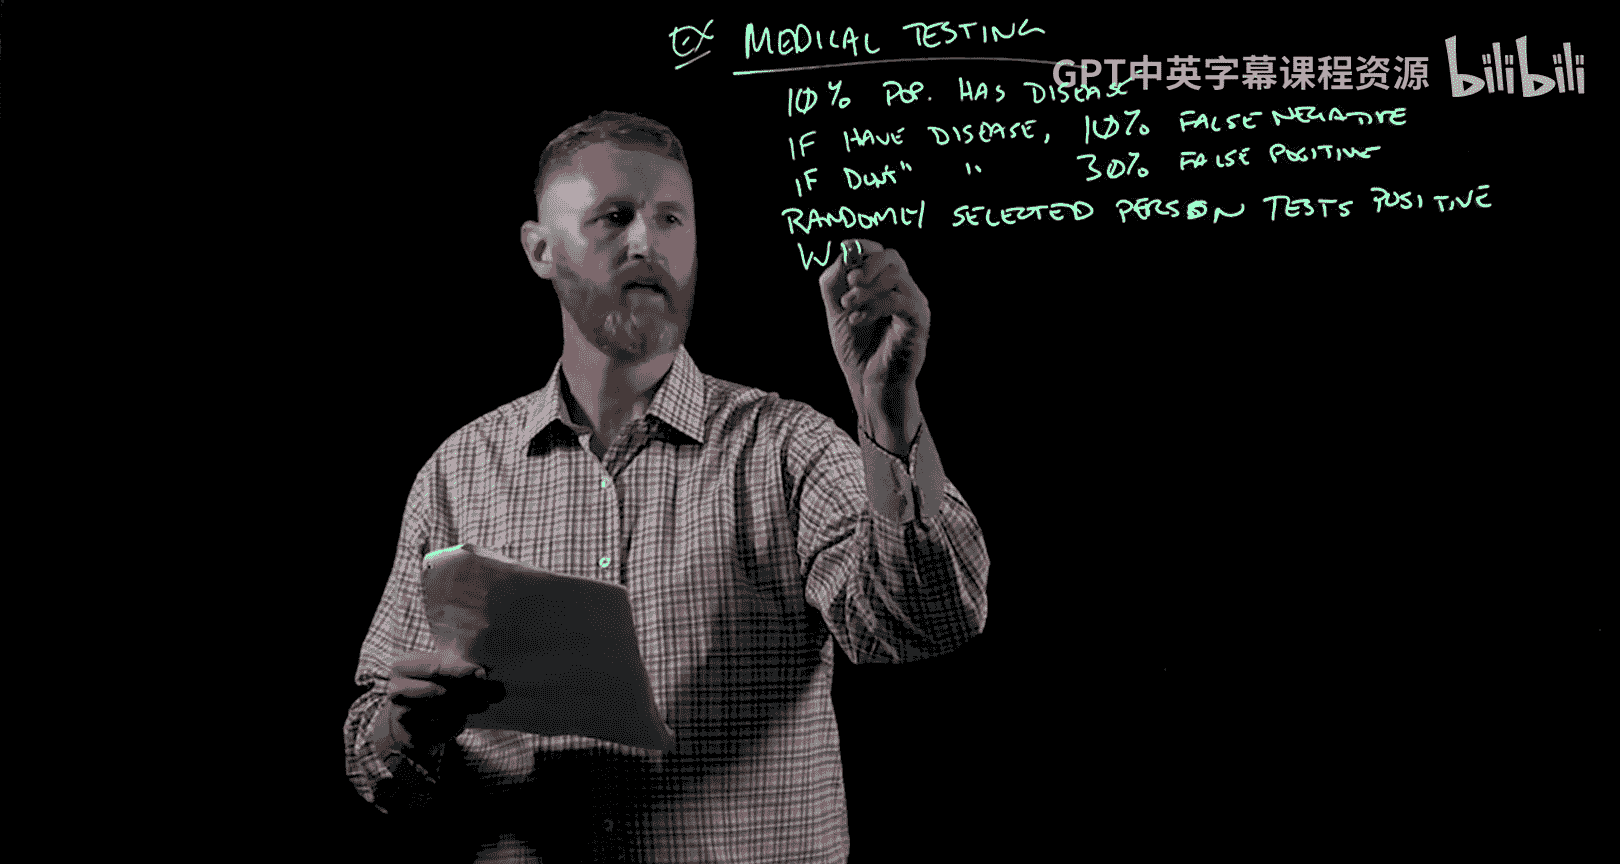 EX MEDICAL TESTING
GPT中英字幕课程资源 bilibili
10% POP. HAS DISEASE
IF HAVE DISEASE, 10% FALSE NEGATIVE
IF DON'T " " 30% FALSE POSITIVE
RANDOMLY SELECTED PERSON TESTS POSITIVE
WH